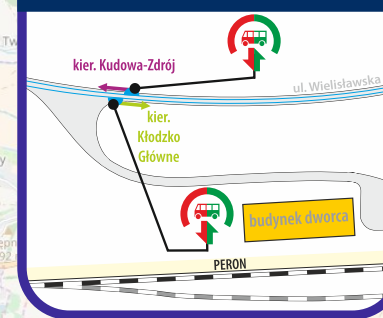 kier. Kudowa-Zdrój
ul. Wielisławska
kier.
Kłodzko
Główne
budynek dworca
PERON